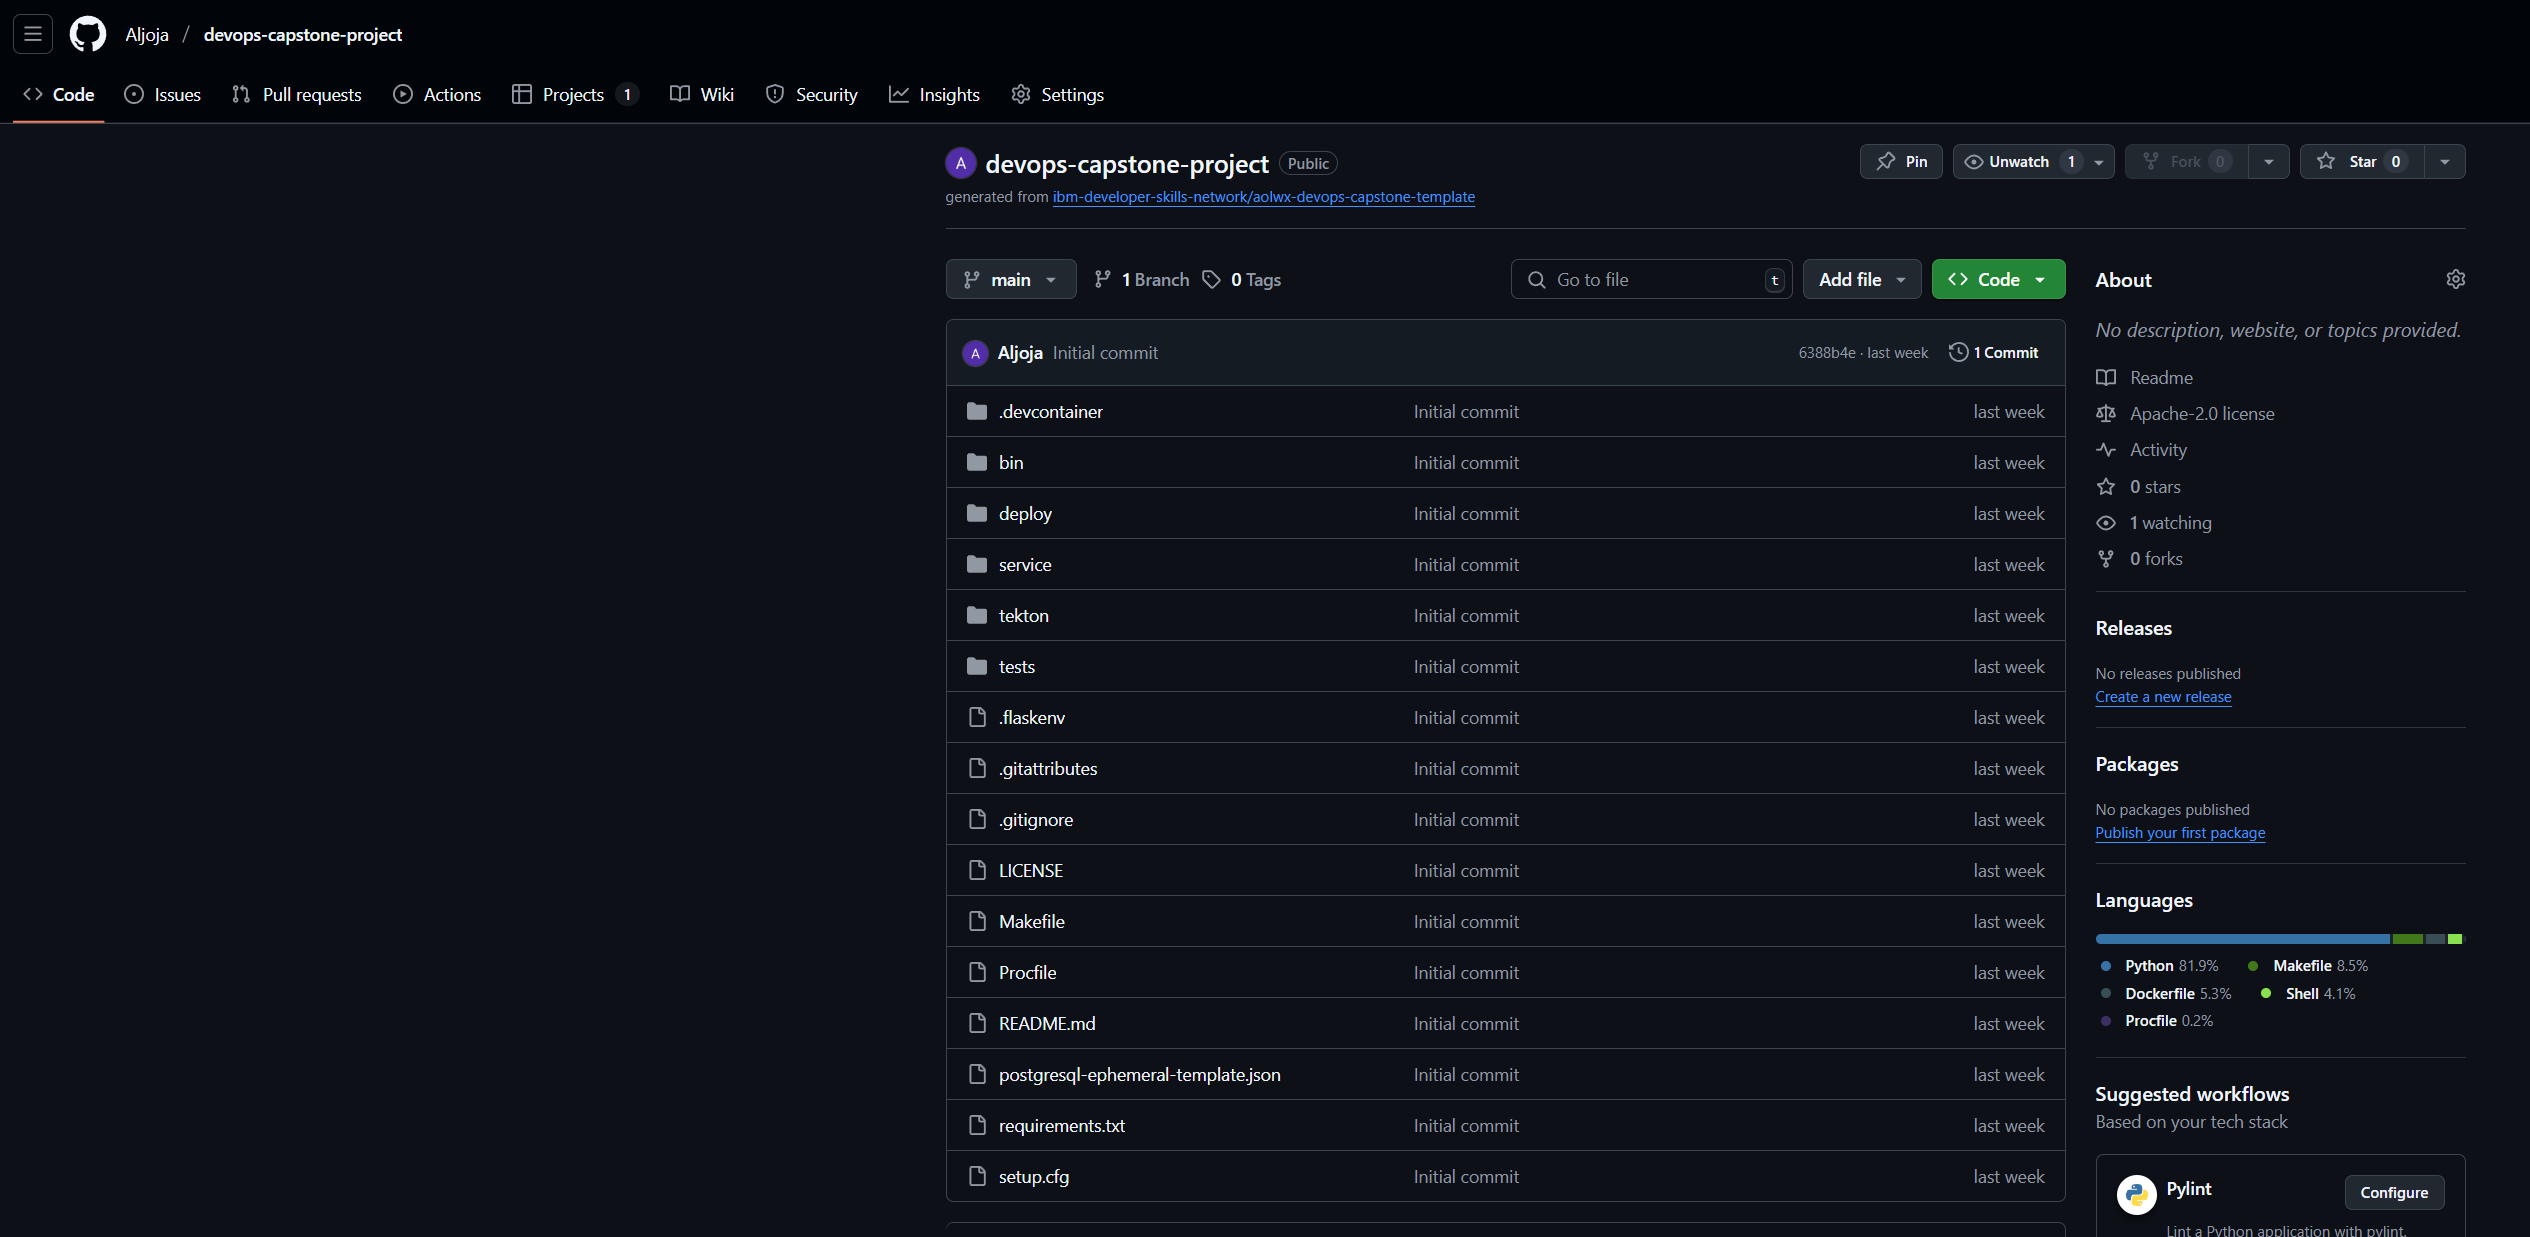 Aljoja / devops-capstone-project
Code Issues Pull requests Actions Projects 1 Wiki Security Insights Settings
A devops-capstone-project Public
Pin Unwatch 1 Fork 0 Star 0
generated from ibm-developer-skills-network/aolwx-devops-capstone-template
main 1 Branch 0 Tags Go to file t Add file Code
A Aljoja Initial commit 6388b4e · last week 1 Commit
.devcontainer Initial commit last week
bin Initial commit last week
deploy Initial commit last week
service Initial commit last week
tekton Initial commit last week
tests Initial commit last week
.flaskenv Initial commit last week
.gitattributes Initial commit last week
.gitignore Initial commit last week
LICENSE Initial commit last week
Makefile Initial commit last week
Procfile Initial commit last week
README.md Initial commit last week
postgresql-ephemeral-template.json Initial commit last week
requirements.txt Initial commit last week
setup.cfg Initial commit last week
About
No description, website, or topics provided.
Readme
Apache-2.0 license
Activity
0 stars
1 watching
0 forks
Releases
No releases published
Create a new release
Packages
No packages published
Publish your first package
Languages
Python 81.9% Makefile 8.5%
Dockerfile 5.3% Shell 4.1%
Procfile 0.2%
Suggested workflows
Based on your tech stack
Pylint Configure
Lint a Python application with pylint.